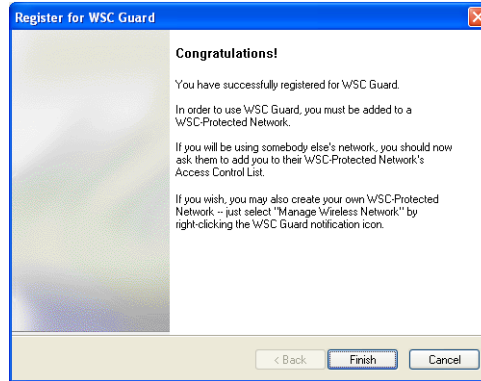 Register for WSC Guard
Congratulations!
You have successfully registered for WSC Guard.
In order to use WSC Guard, you must be added to a
WSC-Protected Network.
If you will be using somebody else's network, you should now
ask them to add you to their WSC-Protected Network's
Access Control List.
If you wish, you may also create your own WSC-Protected
Network -- just select "Manage Wireless Network" by
right-clicking the WSC Guard notification icon.
< Back Finish Cancel